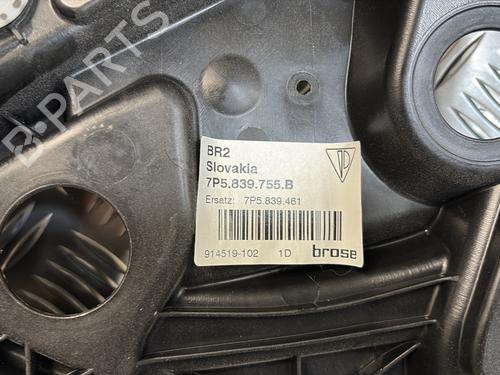 B-PARTS
BR2
Slovakia
7P5.839.755.B
Ersatz: 7P5.839.461
914519-102 1D brose